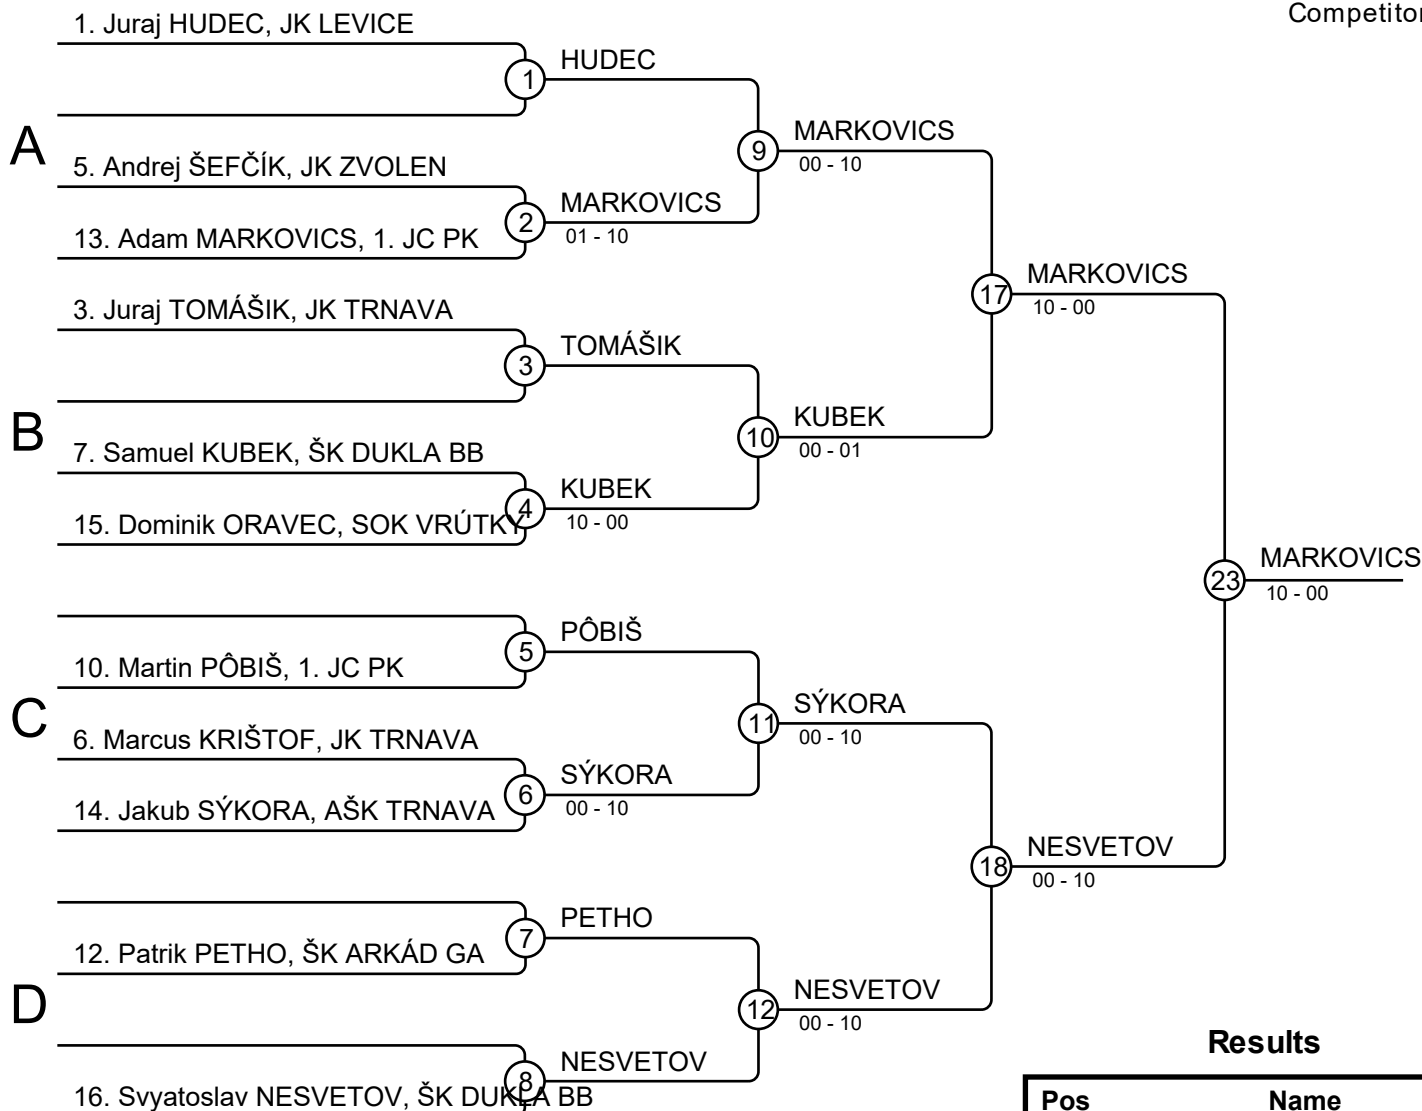 Competitor
1. Juraj HUDEC, JK LEVICE
1
HUDEC
A
5. Andrej ŠEFČÍK, JK ZVOLEN
13. Adam MARKOVICS, 1. JC PK
2
MARKOVICS
01 - 10
9
MARKOVICS
00 - 10
3. Juraj TOMÁŠIK, JK TRNAVA
3
TOMÁŠIK
B
7. Samuel KUBEK, ŠK DUKLA BB
15. Dominik ORAVEC, SOK VRÚTKY
4
KUBEK
10 - 00
10
KUBEK
00 - 01
17
MARKOVICS
10 - 00
10. Martin PÔBIŠ, 1. JC PK
5
PÔBIŠ
C
6. Marcus KRIŠTOF, JK TRNAVA
14. Jakub SÝKORA, AŠK TRNAVA
6
SÝKORA
00 - 10
11
SÝKORA
00 - 10
12. Patrik PETHO, ŠK ARKÁD GA
7
PETHO
D
16. Svyatoslav NESVETOV, ŠK DUKLA BB
8
NESVETOV
12
NESVETOV
00 - 10
18
NESVETOV
00 - 10
23
MARKOVICS
10 - 00
Results
Pos Name